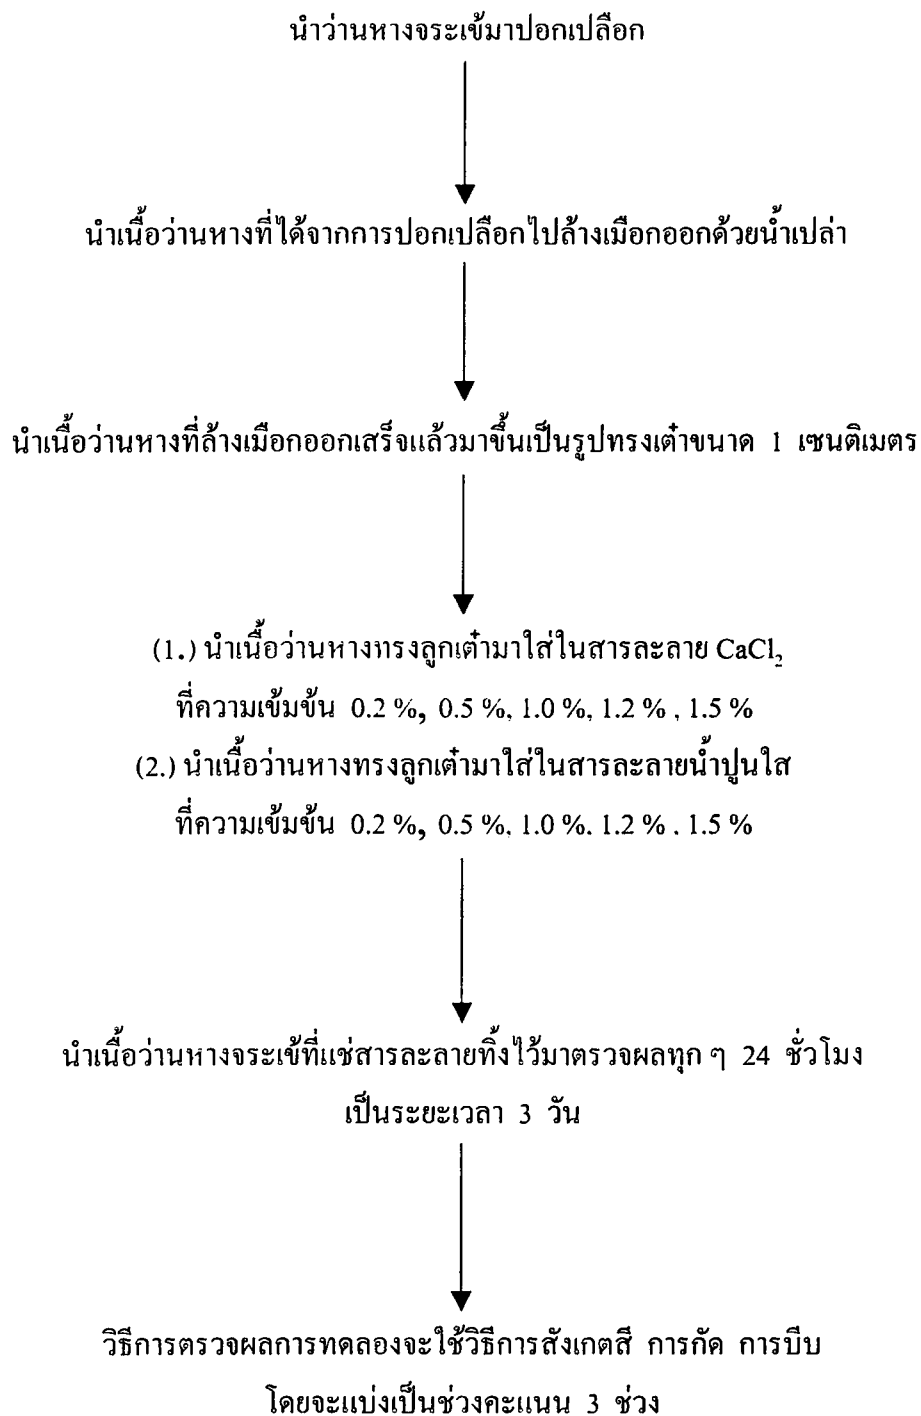 นำว่านหางจระเข้มาปอกเปลือก
นำเนื้อว่านหางที่ได้จากการปอกเปลือกไปล้างเมือกออกด้วยน้ำเปล่า
นำเนื้อว่านหางที่ล้างเมือกออกเสร็จแล้วมาขึ้นเป็นรูปทรงเต๋าขนาด 1 เซนติเมตร
(1.) นำเนื้อว่านหางทรงลูกเต๋ามาใส่ในสารละลาย CaCl₂
ที่ความเข้มข้น 0.2 %, 0.5 %, 1.0 %, 1.2 % , 1.5 %
(2.) นำเนื้อว่านหางทรงลูกเต๋ามาใส่ในสารละลายน้ำปูนใส
ที่ความเข้มข้น 0.2 %, 0.5 %, 1.0 %. 1.2 % . 1.5 %
นำเนื้อว่านหางจระเข้ที่แช่สารละลายทิ้งไว้มาตรวจผลทุก ๆ 24 ชั่วโมง
เป็นระยะเวลา 3 วัน
วิธีการตรวจผลการทดลองจะใช้วิธีการสังเกตสี การกัด การบีบ
โดยจะแบ่งเป็นช่วงคะแนน 3 ช่วง